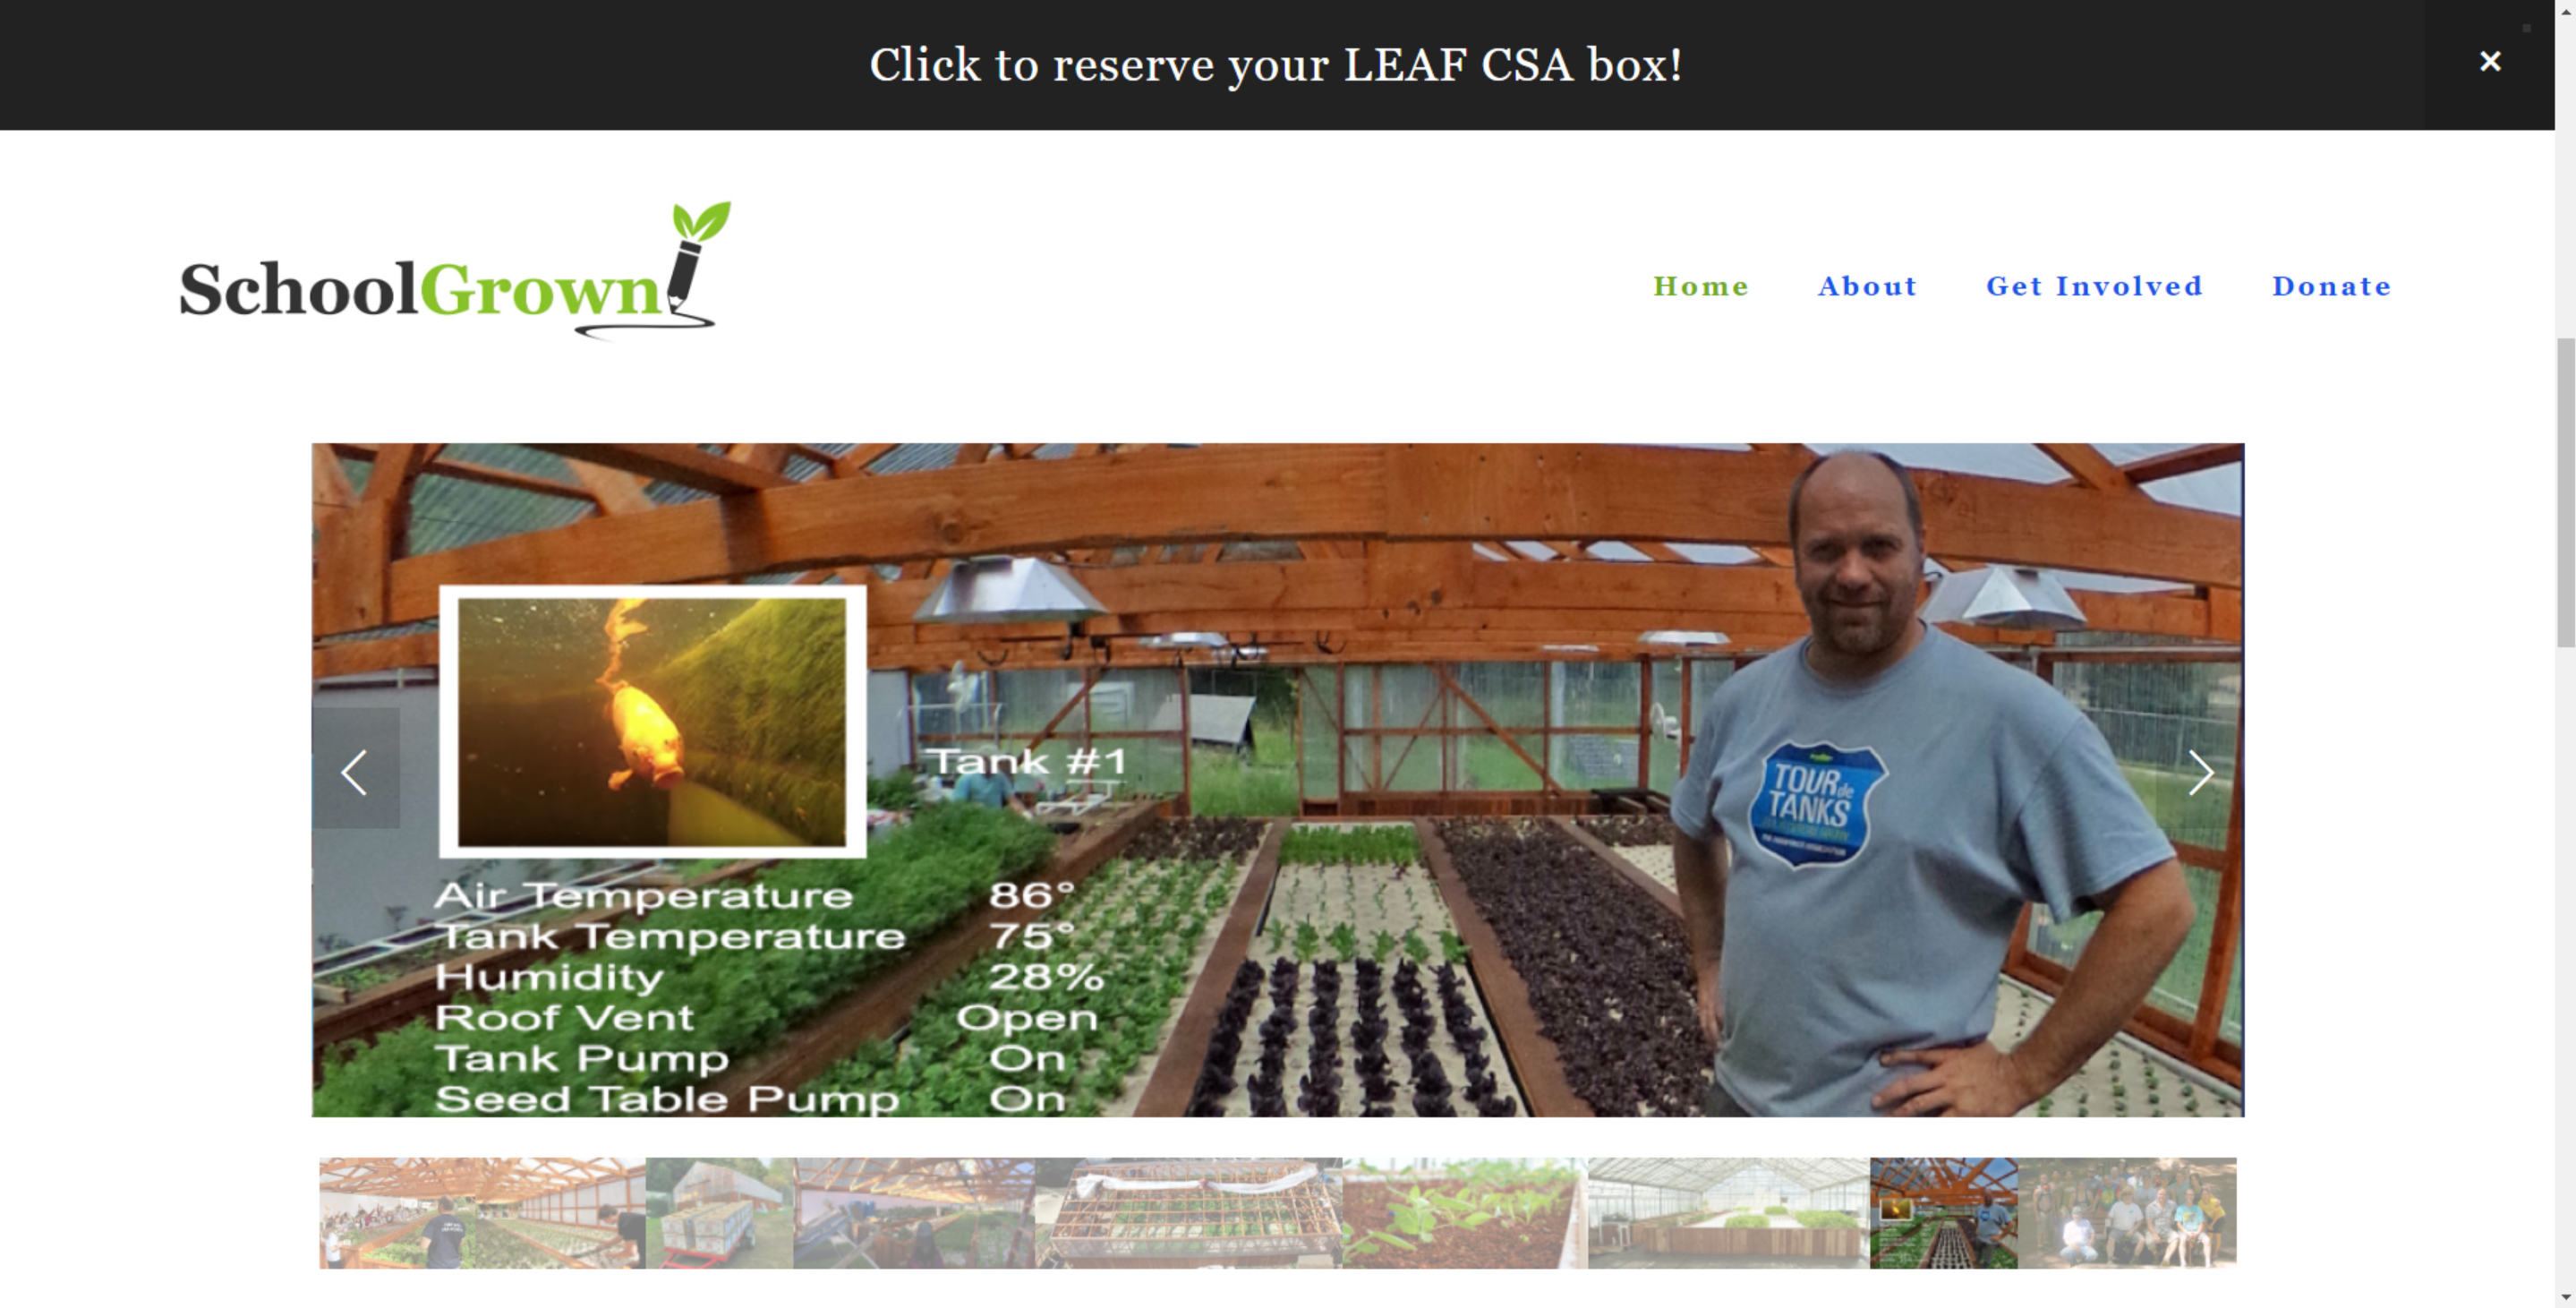 Click to reserve your LEAF CSA box!
×
SchoolGrown
Home About Get Involved Donate
Tank #1
TOUR de
TANKS
Air Temperature 86°
Tank Temperature 75°
Humidity 28%
Roof Vent Open
Tank Pump On
Seed Table Pump On